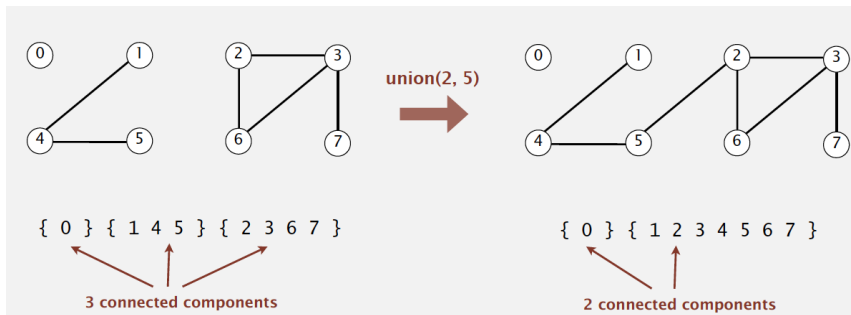 0 1 2 3
4 5 6 7
union(2, 5)
0 1 2 3
4 5 6 7
{ 0 } { 1 4 5 } { 2 3 6 7 }
3 connected components
{ 0 } { 1 2 3 4 5 6 7 }
2 connected components